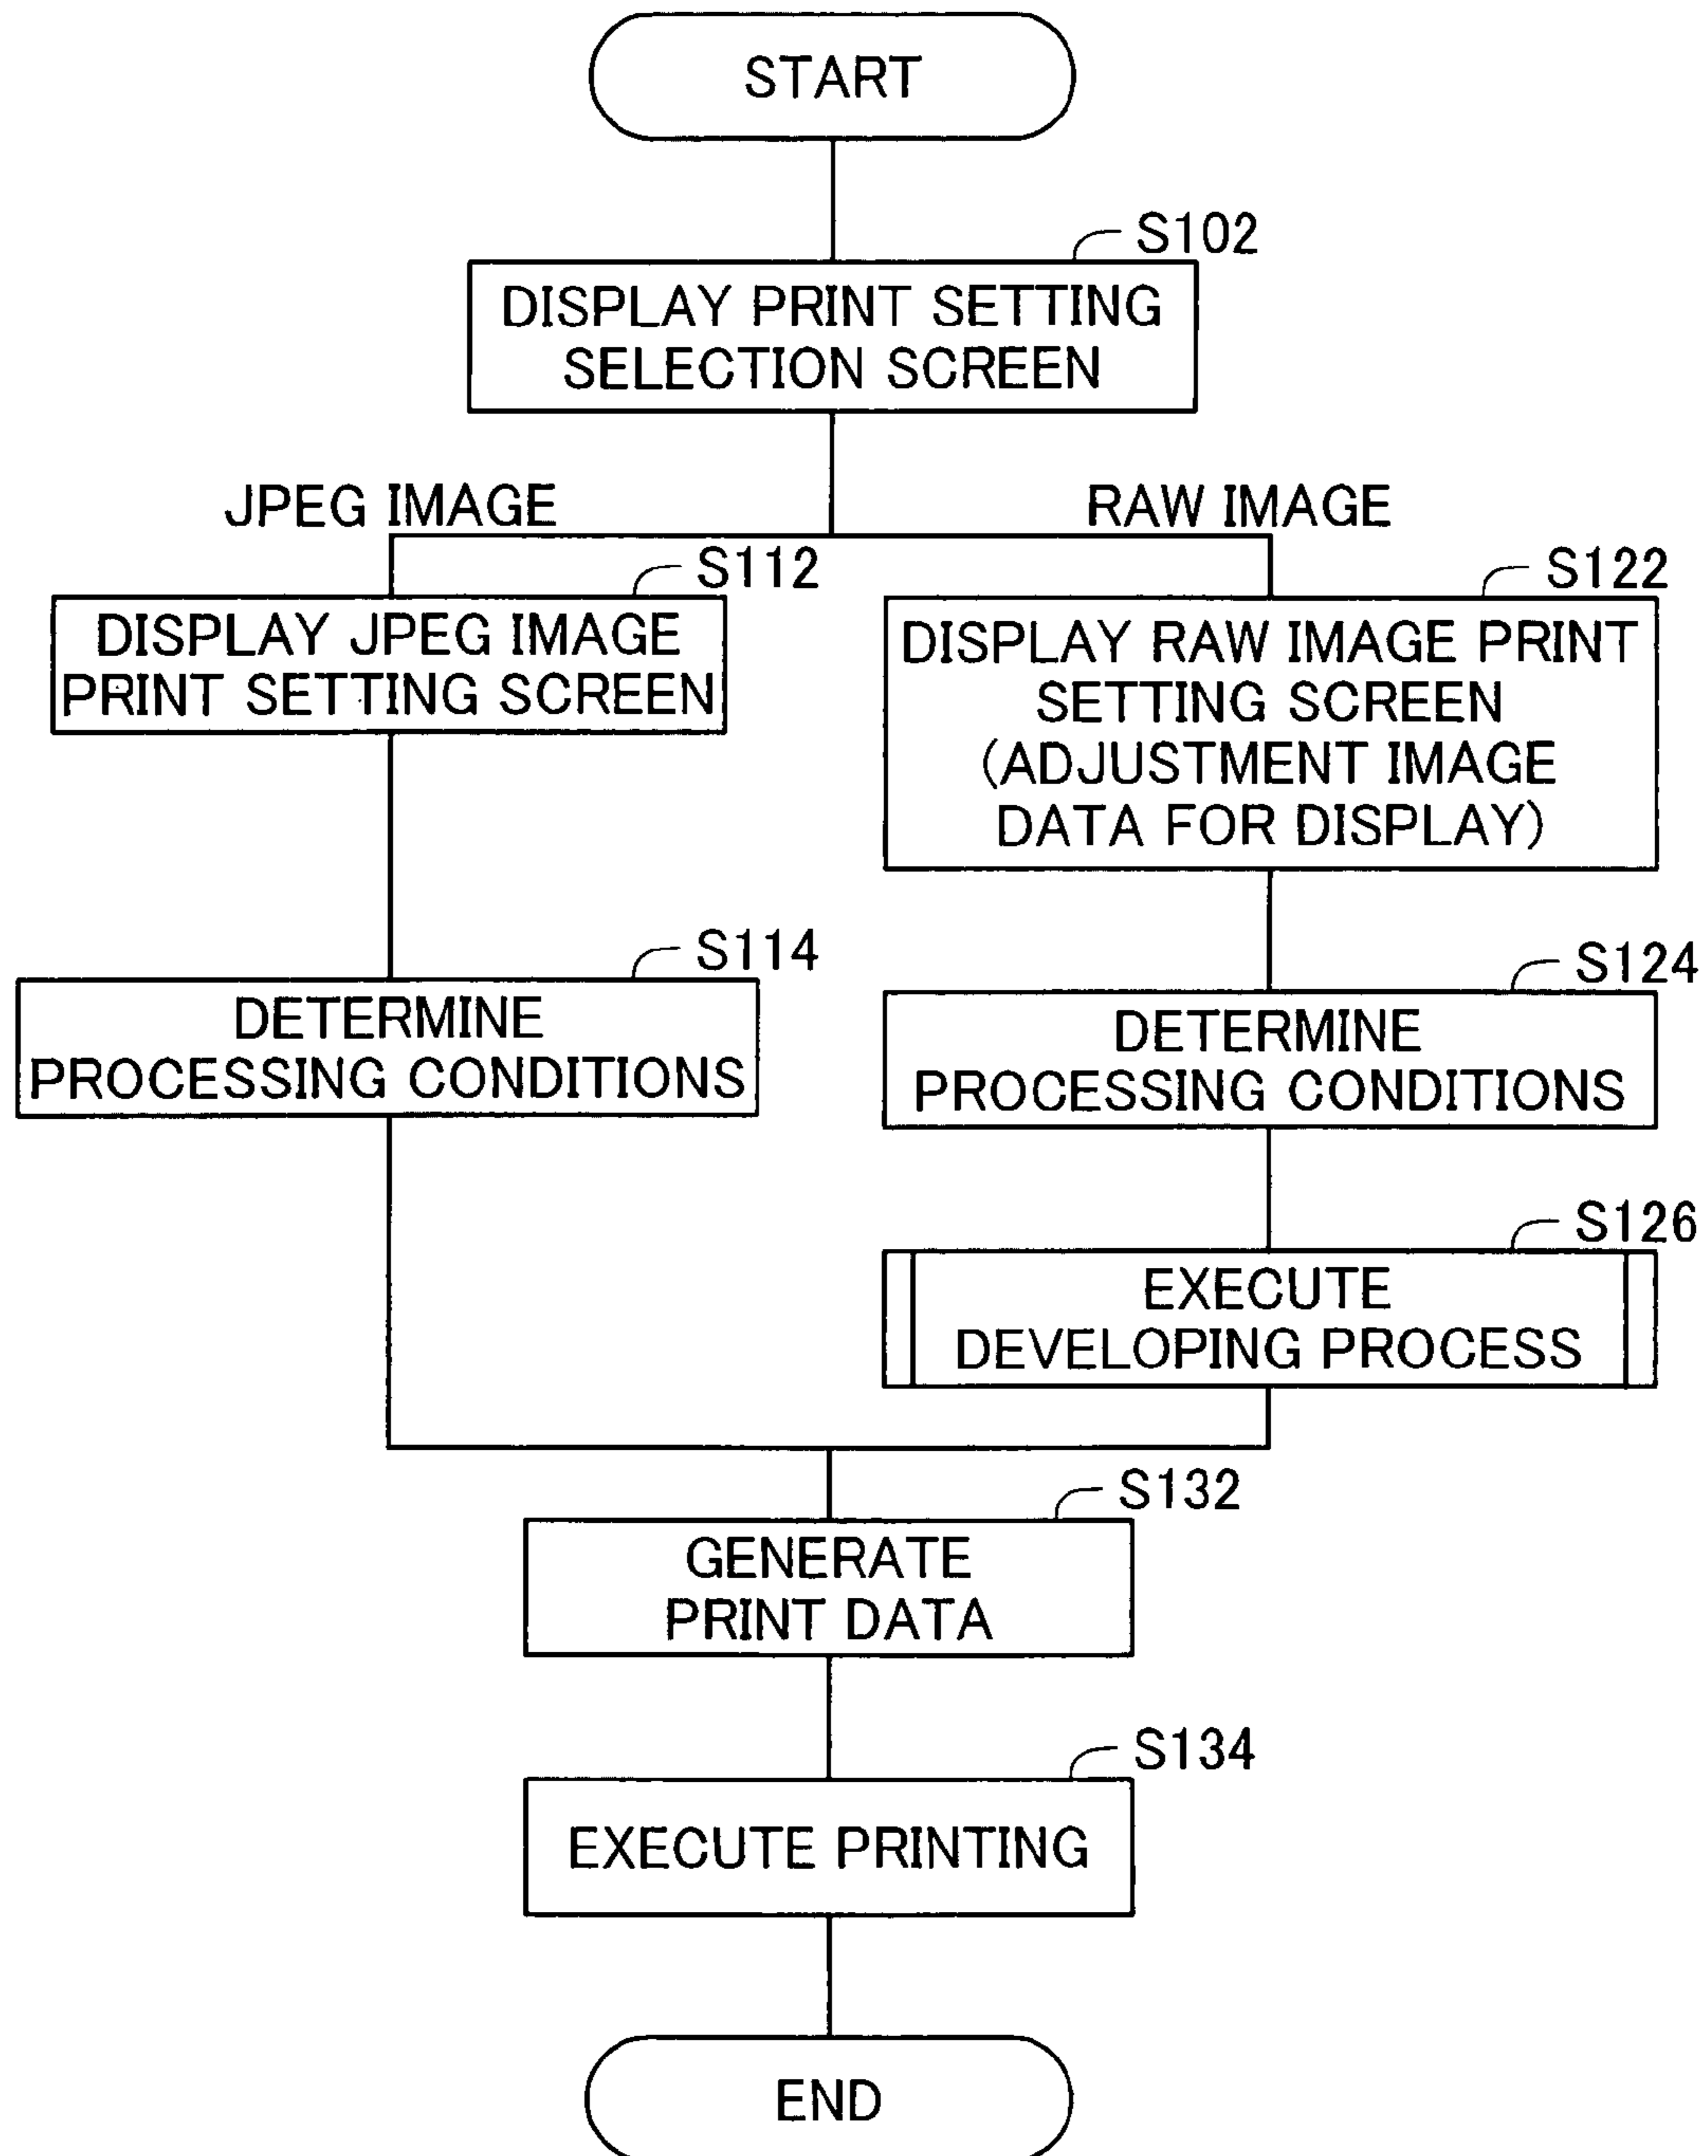 START
S102
DISPLAY PRINT SETTING
SELECTION SCREEN
JPEG IMAGE
RAW IMAGE
S112
DISPLAY JPEG IMAGE
PRINT SETTING SCREEN
S122
DISPLAY RAW IMAGE PRINT
SETTING SCREEN
(ADJUSTMENT IMAGE
DATA FOR DISPLAY)
S114
DETERMINE
PROCESSING CONDITIONS
S124
DETERMINE
PROCESSING CONDITIONS
S126
EXECUTE
DEVELOPING PROCESS
S132
GENERATE
PRINT DATA
S134
EXECUTE PRINTING
END